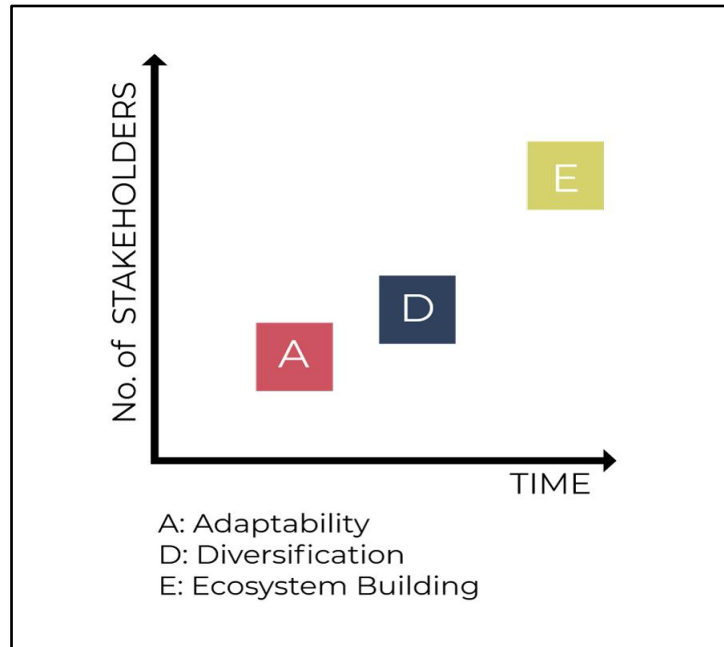 No. of STAKEHOLDERS
E
D
A
TIME
A: Adaptability
D: Diversification
E: Ecosystem Building